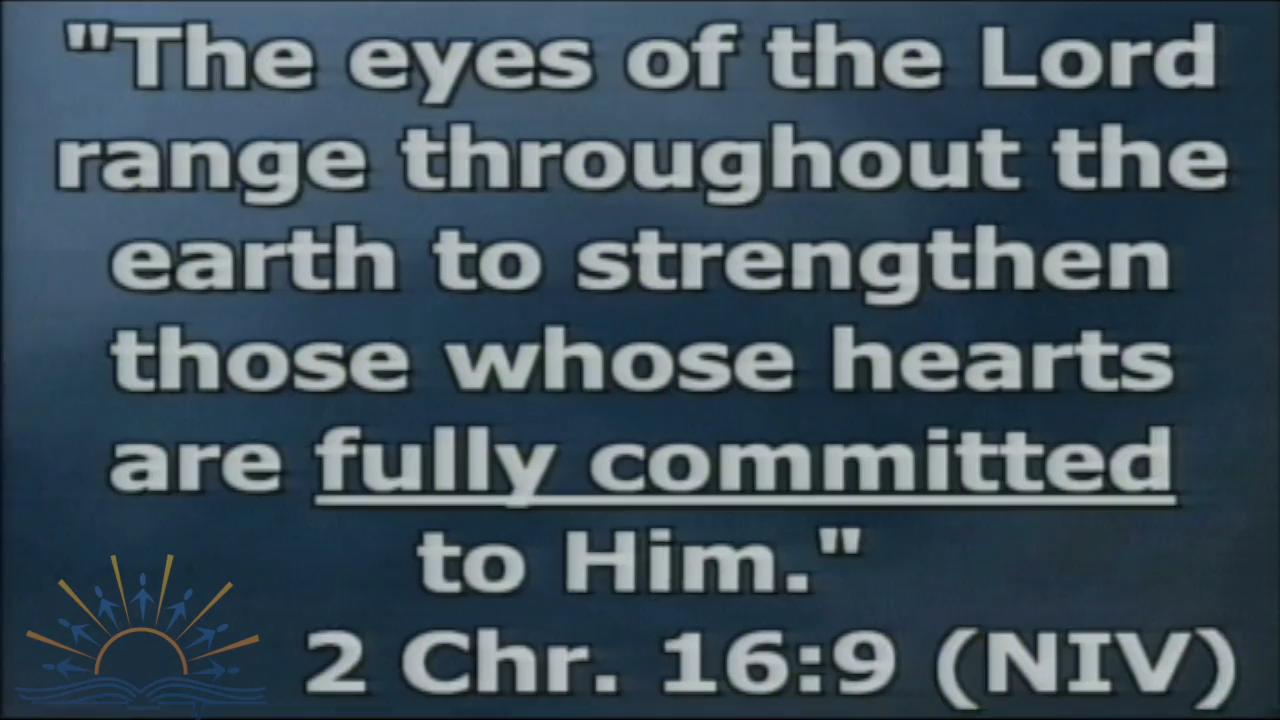 "The eyes of the Lord
range throughout the
earth to strengthen
those whose hearts
are fully committed
to Him."
2 Chr. 16:9 (NIV)